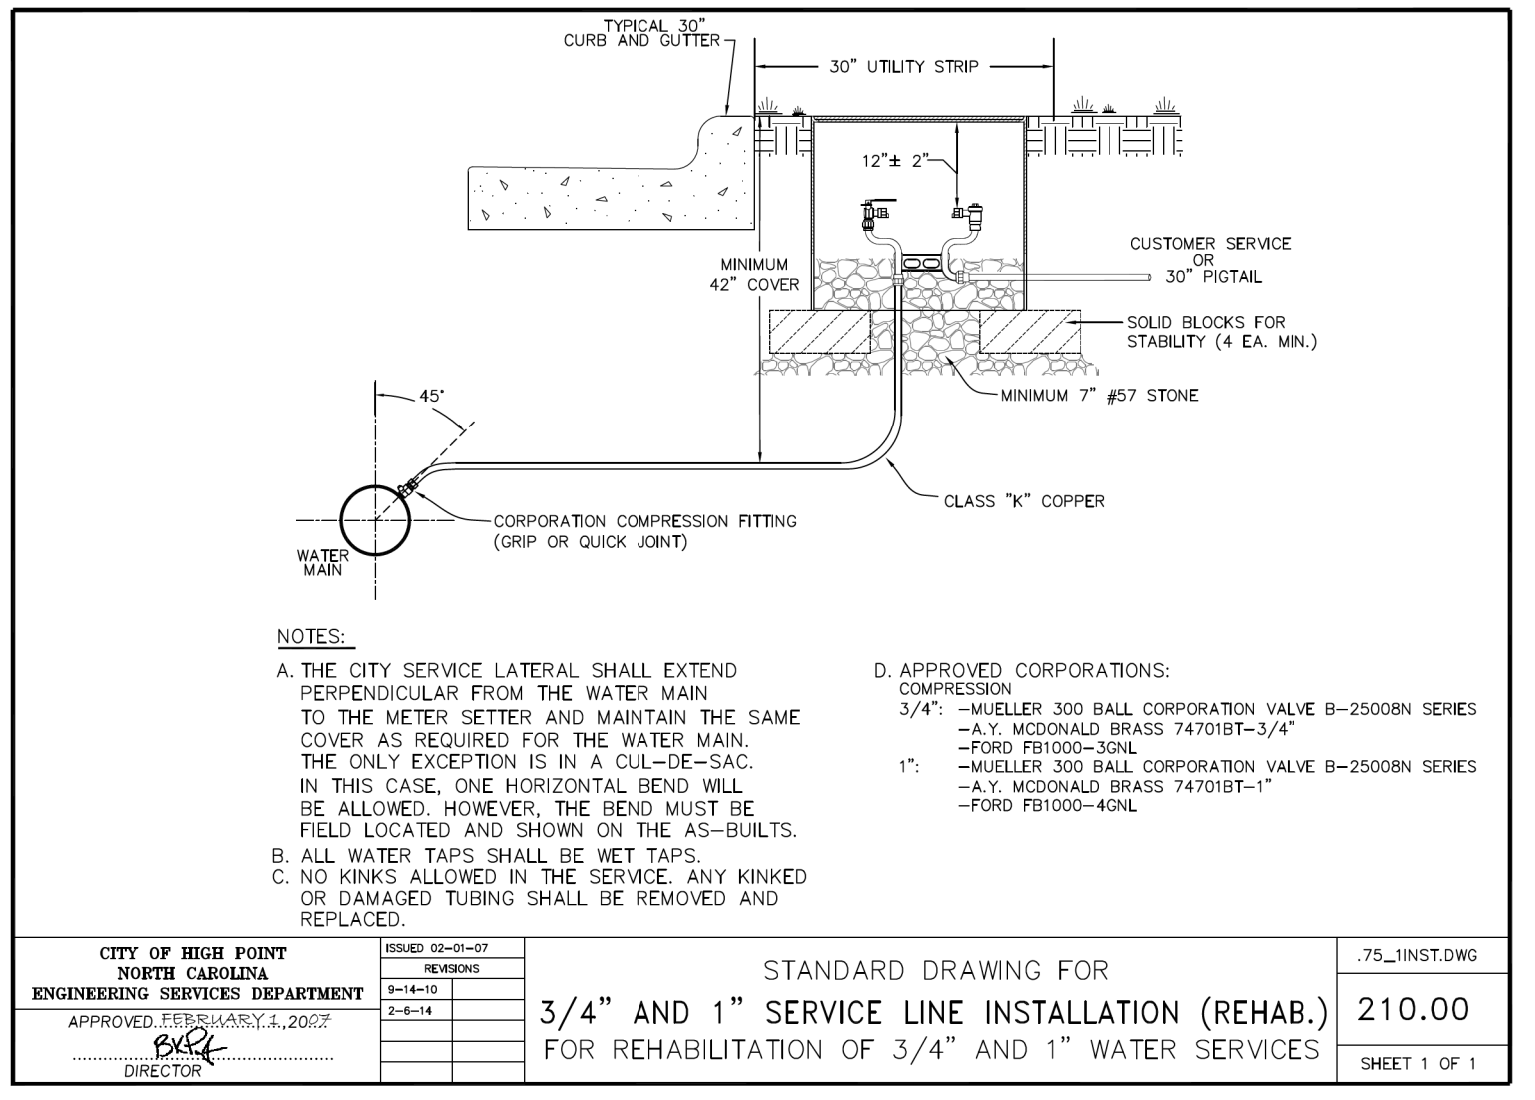 TYPICAL 30"
CURB AND GUTTER
30" UTILITY STRIP
12"± 2"
MINIMUM
42" COVER
CUSTOMER SERVICE
OR
30" PIGTAIL
SOLID BLOCKS FOR
STABILITY (4 EA. MIN.)
MINIMUM 7" #57 STONE
45°
CLASS "K" COPPER
CORPORATION COMPRESSION FITTING
(GRIP OR QUICK JOINT)
WATER
MAIN
NOTES:
A. THE CITY SERVICE LATERAL SHALL EXTEND
PERPENDICULAR FROM THE WATER MAIN
TO THE METER SETTER AND MAINTAIN THE SAME
COVER AS REQUIRED FOR THE WATER MAIN.
THE ONLY EXCEPTION IS IN A CUL-DE-SAC.
IN THIS CASE, ONE HORIZONTAL BEND WILL
BE ALLOWED. HOWEVER, THE BEND MUST BE
FIELD LOCATED AND SHOWN ON THE AS-BUILTS.
B. ALL WATER TAPS SHALL BE WET TAPS.
C. NO KINKS ALLOWED IN THE SERVICE. ANY KINKED
OR DAMAGED TUBING SHALL BE REMOVED AND
REPLACED.
D. APPROVED CORPORATIONS:
COMPRESSION
3/4": -MUELLER 300 BALL CORPORATION VALVE B-25008N SERIES
-A.Y. MCDONALD BRASS 74701BT-3/4"
-FORD FB1000-3GNL
1": -MUELLER 300 BALL CORPORATION VALVE B-25008N SERIES
-A.Y. MCDONALD BRASS 74701BT-1"
-FORD FB1000-4GNL
CITY OF HIGH POINT
NORTH CAROLINA
ENGINEERING SERVICES DEPARTMENT
APPROVED FEBRUARY 1, 2007
DIRECTOR
ISSUED 02-01-07
REVISIONS
9-14-10
2-6-14
STANDARD DRAWING FOR
3/4" AND 1" SERVICE LINE INSTALLATION (REHAB.)
FOR REHABILITATION OF 3/4" AND 1" WATER SERVICES
.75_1INST.DWG
210.00
SHEET 1 OF 1